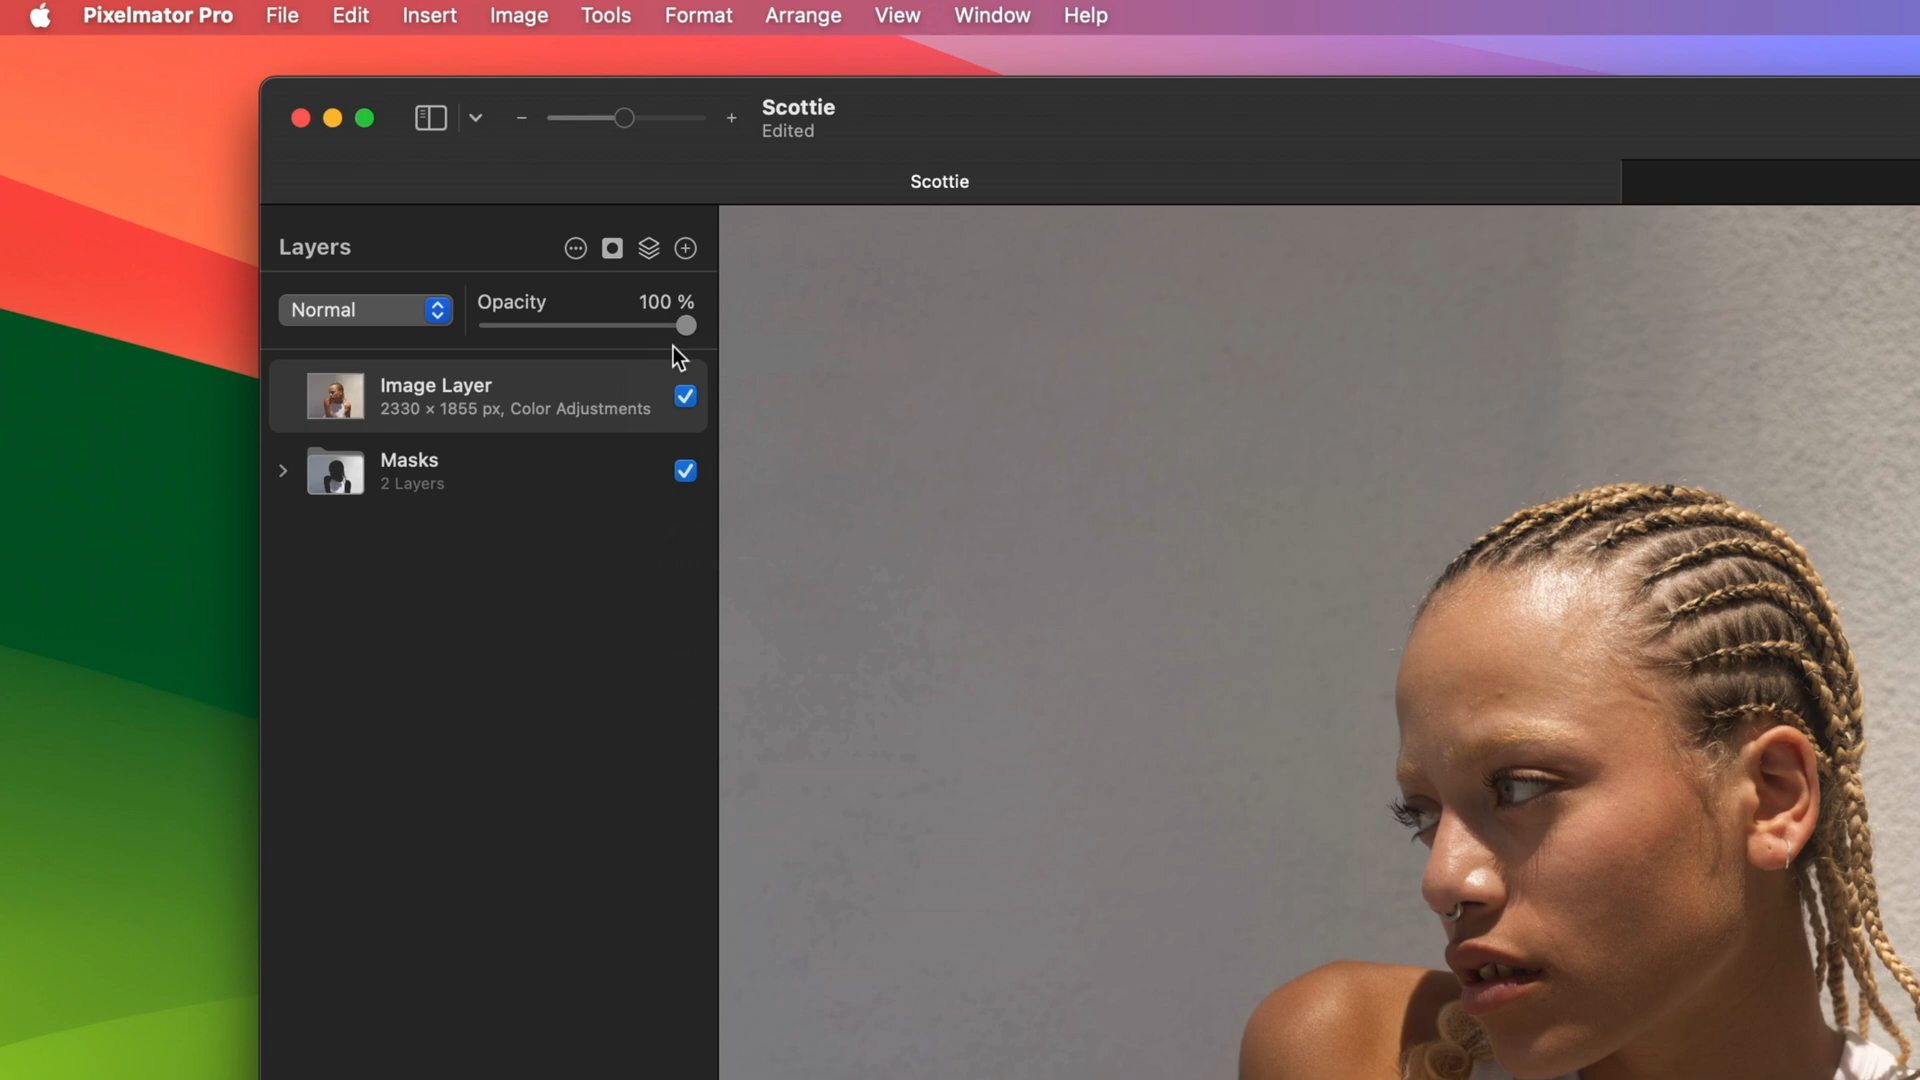 Pixelmator Pro File Edit Insert Image Tools Format Arrange View Window Help
Scottie
Edited
Scottie
Layers
Normal Opacity 100 %
Image Layer
2330 × 1855 px, Color Adjustments
Masks
2 Layers